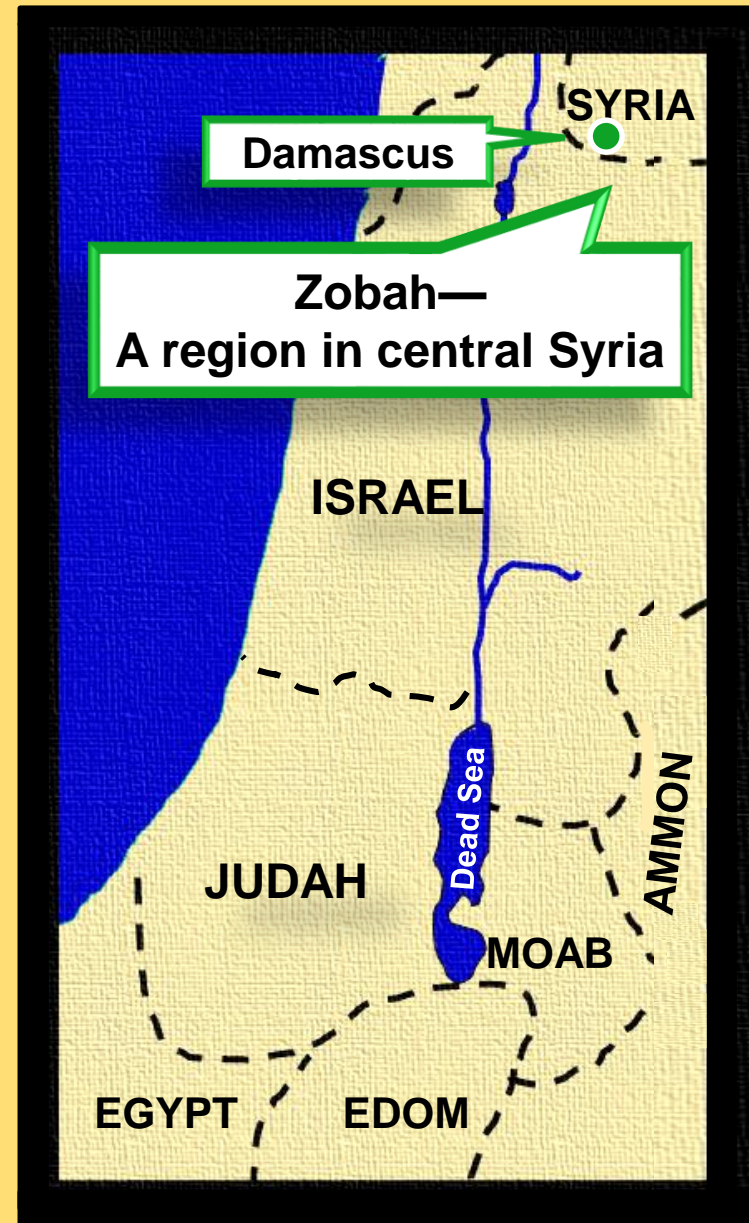 SYRIA
Damascus
Zobah—
A region in central Syria
ISRAEL
Dead Sea
AMMON
JUDAH
MOAB
EGYPT
EDOM